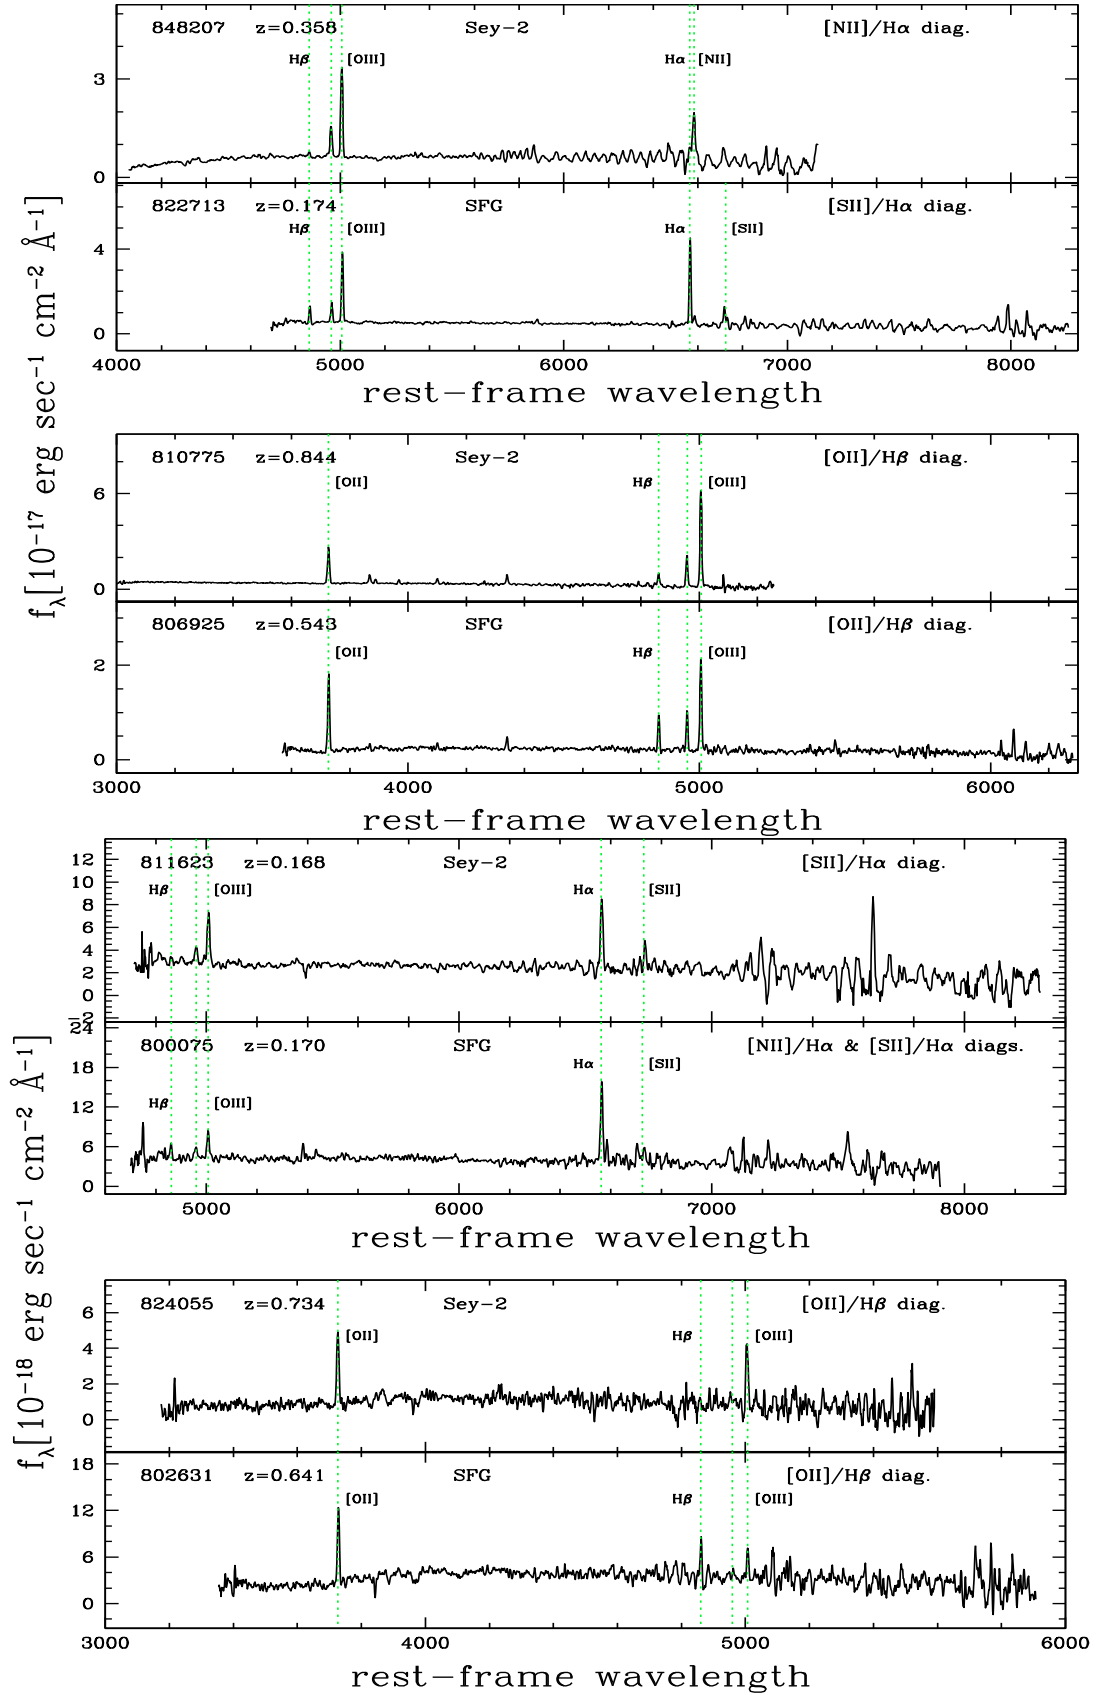 848207 z=0.358 Sey-2 [NII]/Hα diag.
Hβ [OIII] Hα [NII]
3
0
822713 z=0.174 SFG [SII]/Hα diag.
Hβ [OIII] Hα [SII]
4
0
4000 5000 6000 7000 8000
rest-frame wavelength
f_λ[10^-17 erg sec^-1 cm^-2 Å^-1]
810775 z=0.844 Sey-2 [OII]/Hβ diag.
[OII] Hβ [OIII]
6
0
806925 z=0.543 SFG [OII]/Hβ diag.
[OII] Hβ [OIII]
2
0
3000 4000 5000 6000
rest-frame wavelength
12
811623 z=0.168 Sey-2 [SII]/Hα diag.
10
Hβ [OIII] Hα [SII]
8
6
4
2
0
-2
24
800075 z=0.170 SFG [NII]/Hα & [SII]/Hα diags.
18
Hα [SII]
12
Hβ [OIII]
6
0
5000 6000 7000 8000
rest-frame wavelength
f_λ[10^-18 erg sec^-1 cm^-2 Å^-1]
824055 z=0.734 Sey-2 [OII]/Hβ diag.
6
[OII] Hβ [OIII]
4
2
0
18
802631 z=0.641 SFG [OII]/Hβ diag.
[OII] Hβ [OIII]
12
6
0
3000 4000 5000 6000
rest-frame wavelength